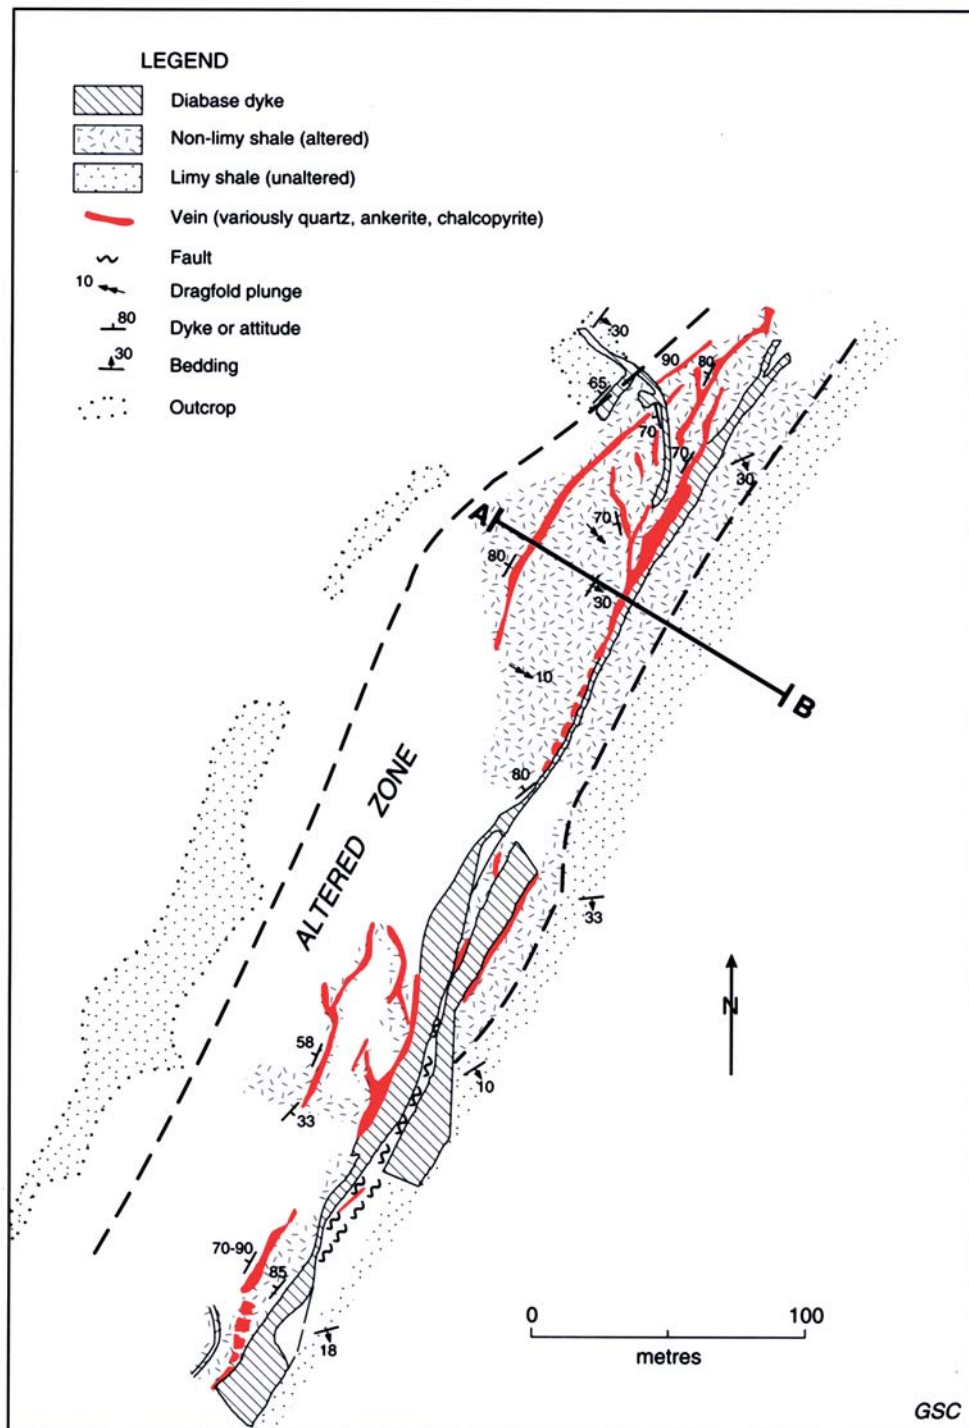 LEGEND
Diabase dyke
Non-limy shale (altered)
Limy shale (unaltered)
Vein (variously quartz, ankerite, chalcopyrite)
Fault
10 Dragfold plunge
80 Dyke or attitude
30 Bedding
Outcrop
30
90
80
65
70
70
30
A
70
80
30
10
B
80
ALTERED ZONE
33
N
58
10
33
70-90
85
18
0 100
metres
GSC